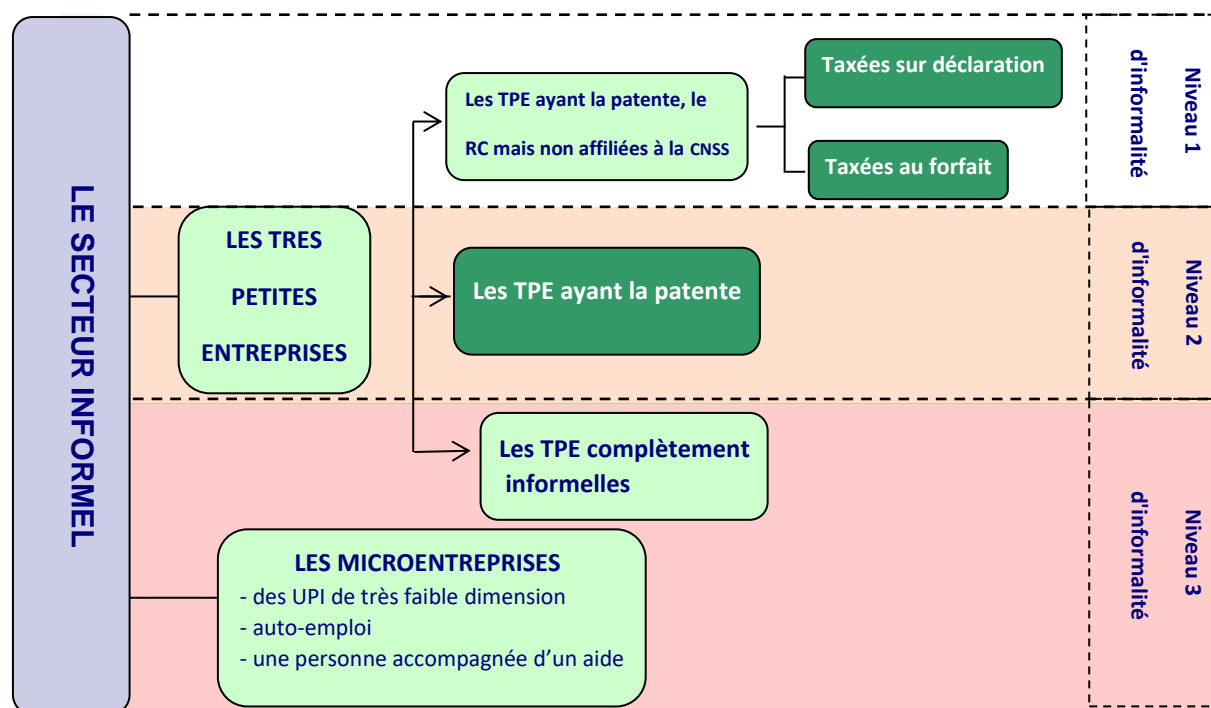 LE SECTEUR INFORMEL
LES TRES
PETITES
ENTREPRISES
Les TPE ayant la patente, le
RC mais non affiliées à la CNSS
Taxées sur déclaration
Taxées au forfait
Niveau 1
d'informalité
Les TPE ayant la patente
Niveau 2
d'informalité
Les TPE complètement
informelles
LES MICROENTREPRISES
- des UPI de très faible dimension
- auto-emploi
- une personne accompagnée d’un aide
Niveau 3
d'informalité